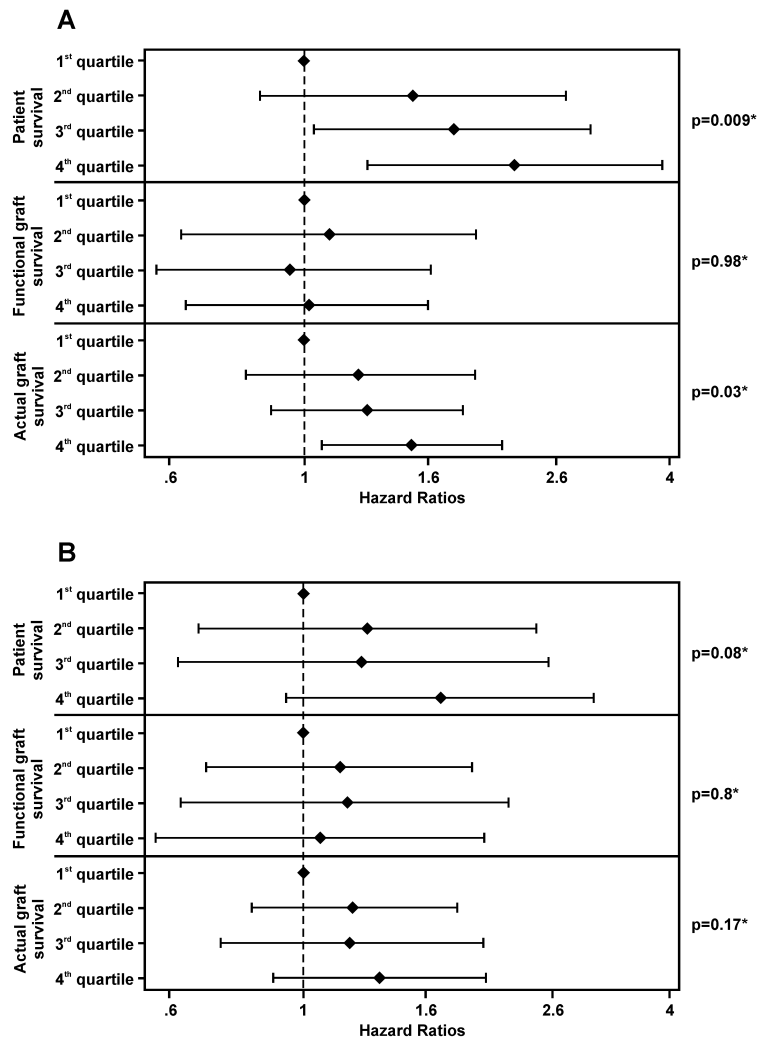 A
Patient
survival
1st quartile
2nd quartile
3rd quartile
4th quartile
p=0.009*
Functional graft
survival
1st quartile
2nd quartile
3rd quartile
4th quartile
p=0.98*
Actual graft
survival
1st quartile
2nd quartile
3rd quartile
4th quartile
p=0.03*
.6 1 1.6 2.6 4
Hazard Ratios
B
Patient
survival
1st quartile
2nd quartile
3rd quartile
4th quartile
p=0.08*
Functional graft
survival
1st quartile
2nd quartile
3rd quartile
4th quartile
p=0.8*
Actual graft
survival
1st quartile
2nd quartile
3rd quartile
4th quartile
p=0.17*
.6 1 1.6 2.6 4
Hazard Ratios